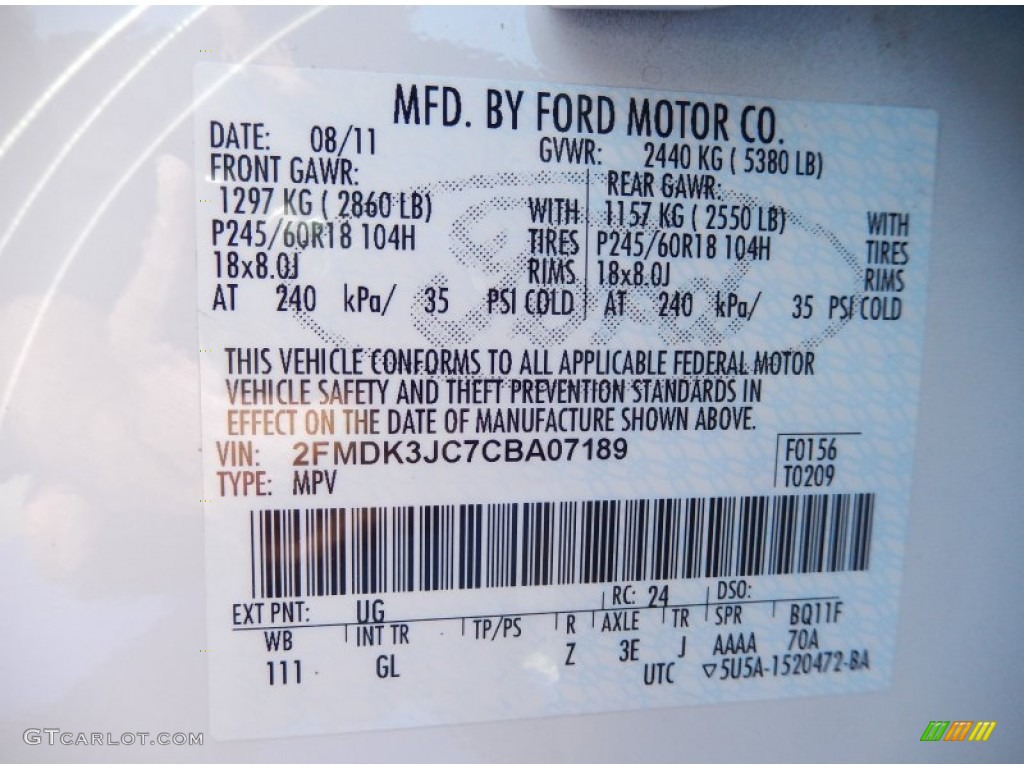 MFD. BY FORD MOTOR CO.
DATE: 08/11 GVWR: 2440 KG ( 5380 LB)
FRONT GAWR: REAR GAWR:
1297 KG ( 2860 LB) WITH 1157 KG ( 2550 LB) WITH
P245/60R18 104H TIRES P245/60R18 104H TIRES
18x8.0J RIMS 18x8.0J RIMS
AT 240 kPa/ 35 PSI COLD AT 240 kPa/ 35 PSI COLD
THIS VEHICLE CONFORMS TO ALL APPLICABLE FEDERAL MOTOR
VEHICLE SAFETY AND THEFT PREVENTION STANDARDS IN
EFFECT ON THE DATE OF MANUFACTURE SHOWN ABOVE.
VIN: 2FMDK3JC7CBA07189 F0156
TYPE: MPV T0209
EXT PNT: UG RC: 24 DSO:
WB INT TR TP/PS R AXLE TR SPR BQ11F
111 GL Z 3E J AAAA 70A
UTC ▽5U5A-1520472-BA
GTCARLOT.COM